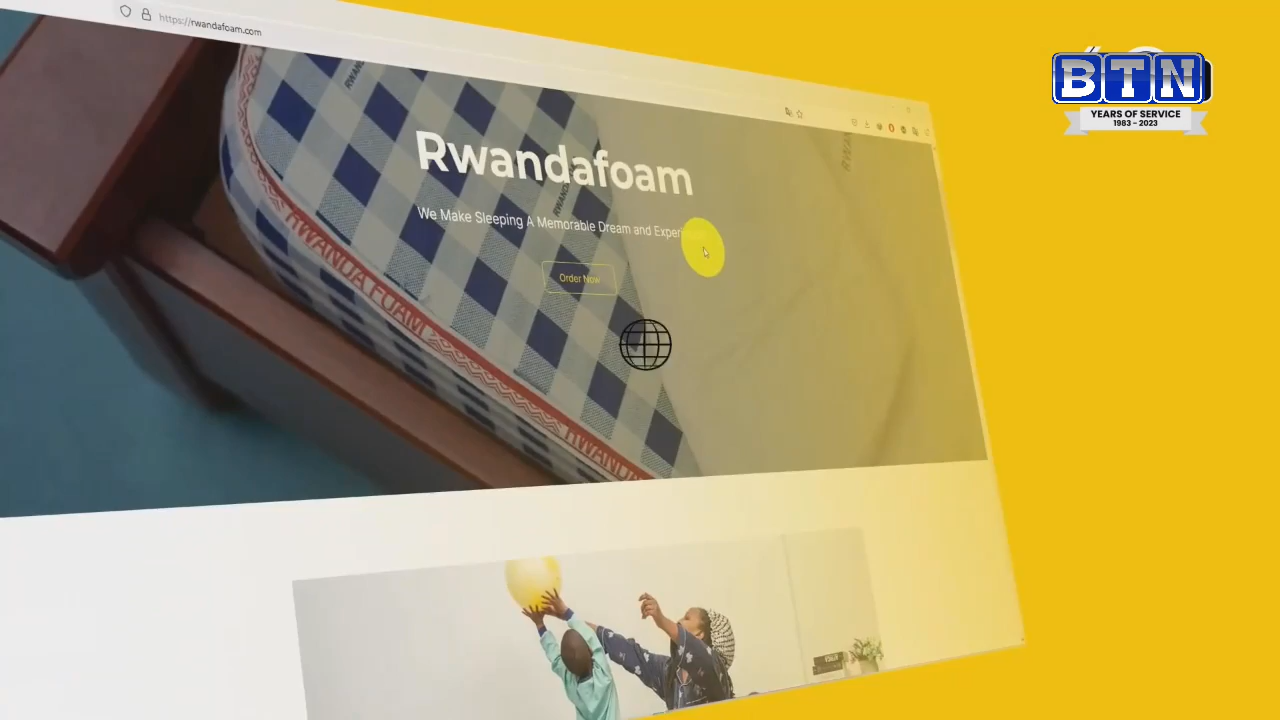 https://rwandafoam.com
BTN
YEARS OF SERVICE
1983 - 2023
Rwandafoam
We Make Sleeping A Memorable Dream and
Order Now
RWANDA FOAM
RWANDA